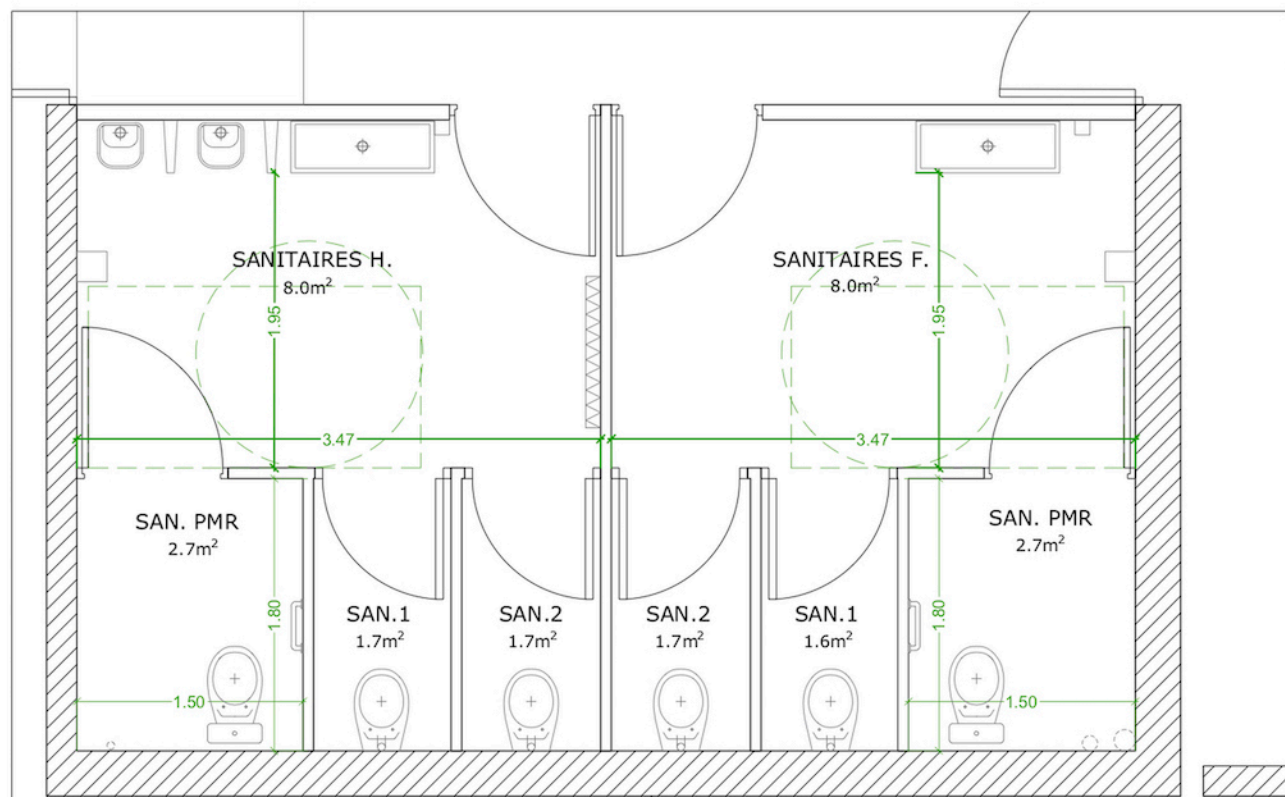 SANITAIRES H.
8.0m²
SANITAIRES F.
8.0m²
1.95
1.95
3.47
3.47
SAN. PMR
2.7m²
SAN. PMR
2.7m²
1.80
SAN.1
1.7m²
SAN.2
1.7m²
SAN.2
1.7m²
SAN.1
1.6m²
1.80
1.50
1.50